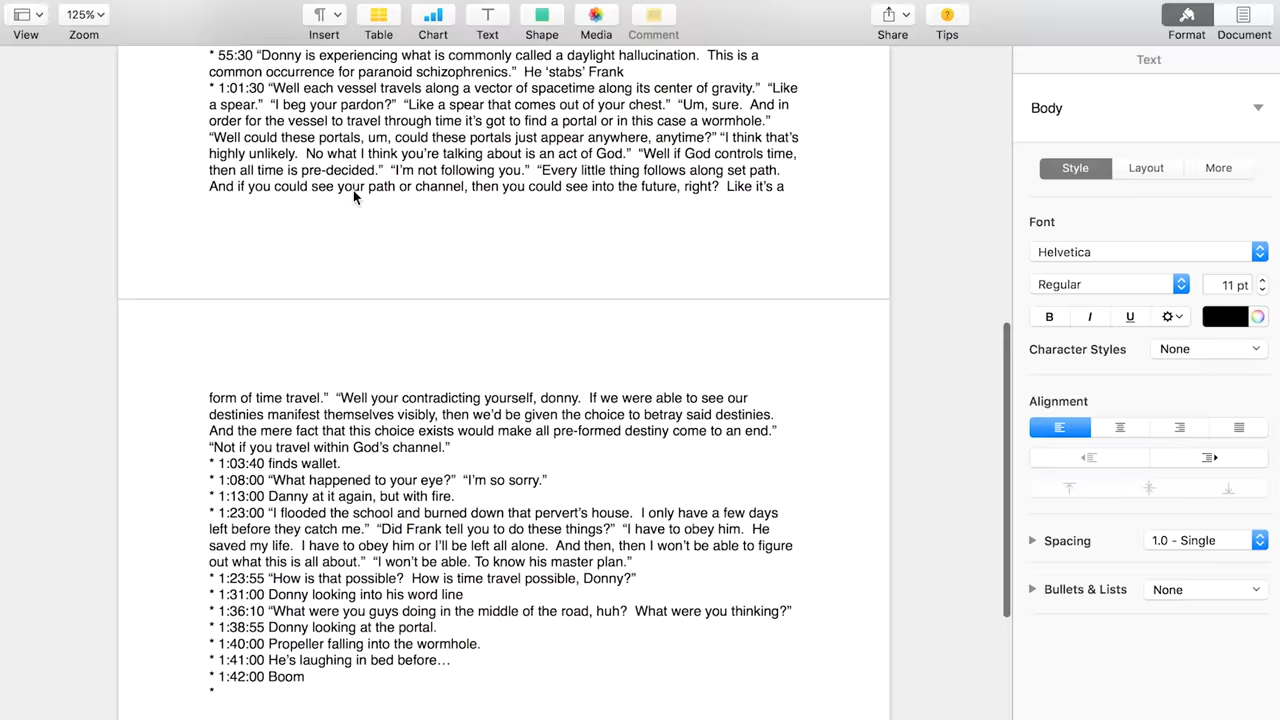 125%
View
Zoom
Insert
Table
Chart
Text
Shape
Media
Comment
Share
Tips
Format
Document
* 55:30 “Donny is experiencing what is commonly called a daylight hallucination.  This is a
common occurrence for paranoid schizophrenics.”  He ‘stabs’ Frank
* 1:01:30 “Well each vessel travels along a vector of spacetime along its center of gravity.”  “Like
a spear.”  “I beg your pardon?”  “Like a spear that comes out of your chest.”  “Um, sure.  And in
order for the vessel to travel through time it’s got to find a portal or in this case a wormhole.”
“Well could these portals, um, could these portals just appear anywhere, anytime?” “I think that’s
highly unlikely.  No what I think you’re talking about is an act of God.”  “Well if God controls time,
then all time is pre-decided.”  “I’m not following you.”  “Every little thing follows along set path.
And if you could see your path or channel, then you could see into the future, right?  Like it’s a
form of time travel.”  “Well your contradicting yourself, donny.  If we were able to see our
destinies manifest themselves visibly, then we’d be given the choice to betray said destinies.
And the mere fact that this choice exists would make all pre-formed destiny come to an end.”
“Not if you travel within God’s channel.”
* 1:03:40 finds wallet.
* 1:08:00 “What happened to your eye?”  “I’m so sorry.”
* 1:13:00 Danny at it again, but with fire.
* 1:23:00 “I flooded the school and burned down that pervert’s house.  I only have a few days
left before they catch me.”  “Did Frank tell you to do these things?”  “I have to obey him.  He
saved my life.  I have to obey him or I’ll be left all alone.  And then, then I won’t be able to figure
out what this is all about.”  “I won’t be able. To know his master plan.”
* 1:23:55 “How is that possible?  How is time travel possible, Donny?”
* 1:31:00 Donny looking into his word line
* 1:36:10 “What were you guys doing in the middle of the road, huh?  What were you thinking?”
* 1:38:55 Donny looking at the portal.
* 1:40:00 Propeller falling into the wormhole.
* 1:41:00 He’s laughing in bed before…
* 1:42:00 Boom
*
Text
Body
Style
Layout
More
Font
Helvetica
Regular
11 pt
B
I
U
Character Styles
None
Alignment
Spacing
1.0 - Single
Bullets & Lists
None